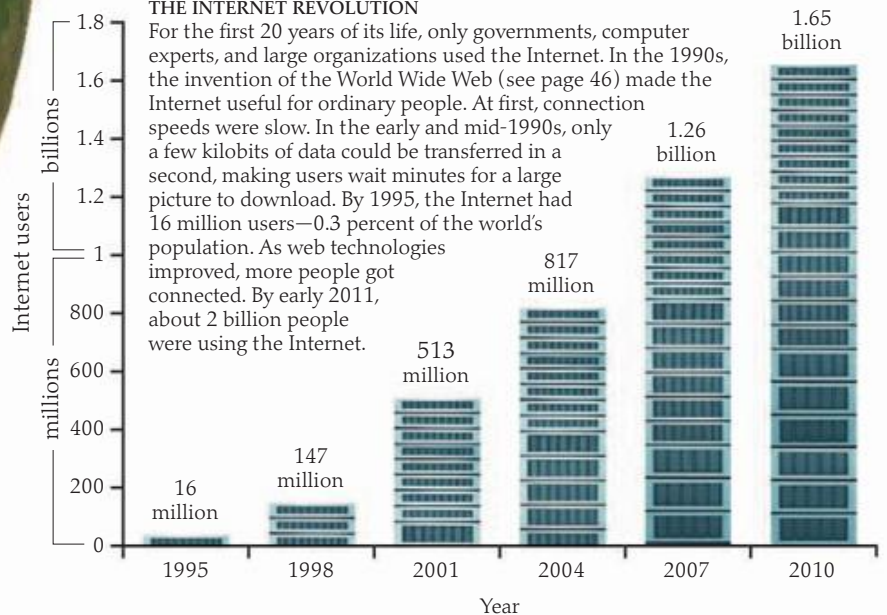 THE INTERNET REVOLUTION
For the first 20 years of its life, only governments, computer
experts, and large organizations used the Internet. In the 1990s,
the invention of the World Wide Web (see page 46) made the
Internet useful for ordinary people. At first, connection
speeds were slow. In the early and mid-1990s, only
a few kilobits of data could be transferred in a
second, making users wait minutes for a large
picture to download. By 1995, the Internet had
16 million users—0.3 percent of the world's
population. As web technologies
improved, more people got
connected. By early 2011,
about 2 billion people
were using the Internet.
Internet users
billions
millions
1.8
1.6
1.4
1.2
1
800
600
400
200
0
16
million
147
million
513
million
817
million
1.26
billion
1.65
billion
1995 1998 2001 2004 2007 2010
Year